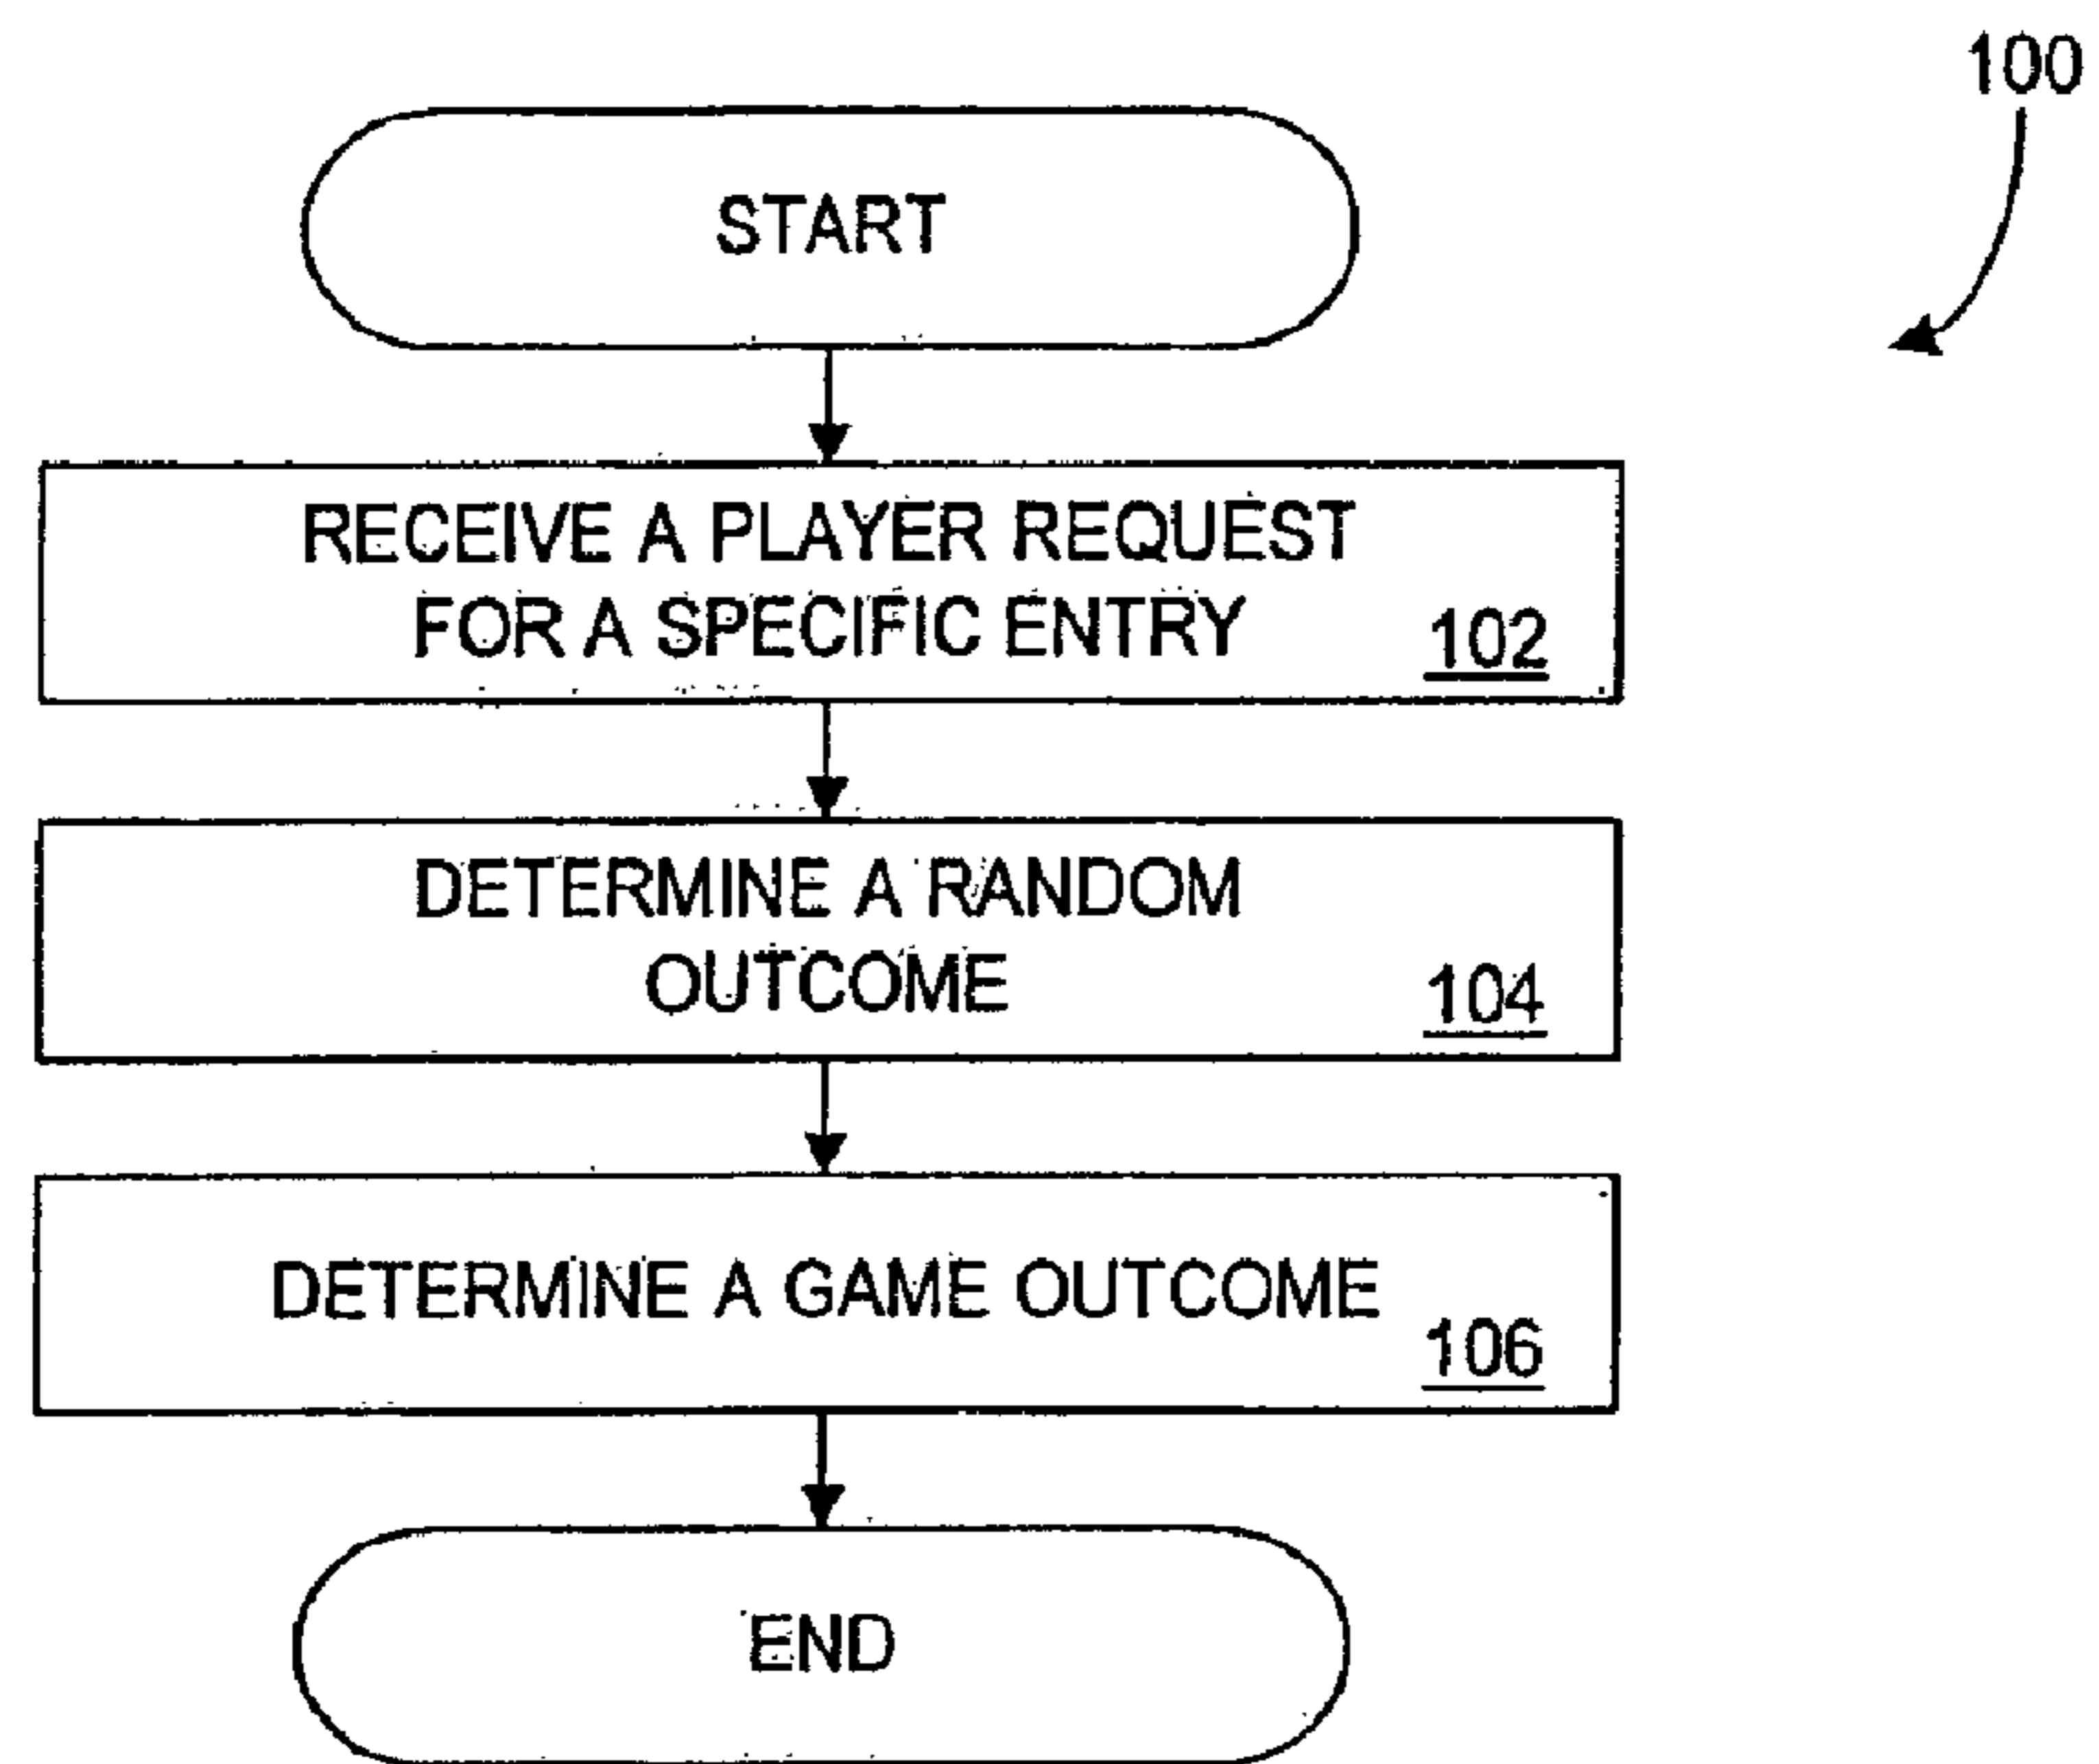 100
START
RECEIVE A PLAYER REQUEST
FOR A SPECIFIC ENTRY
102
DETERMINE A RANDOM
OUTCOME
104
DETERMINE A GAME OUTCOME
106
END